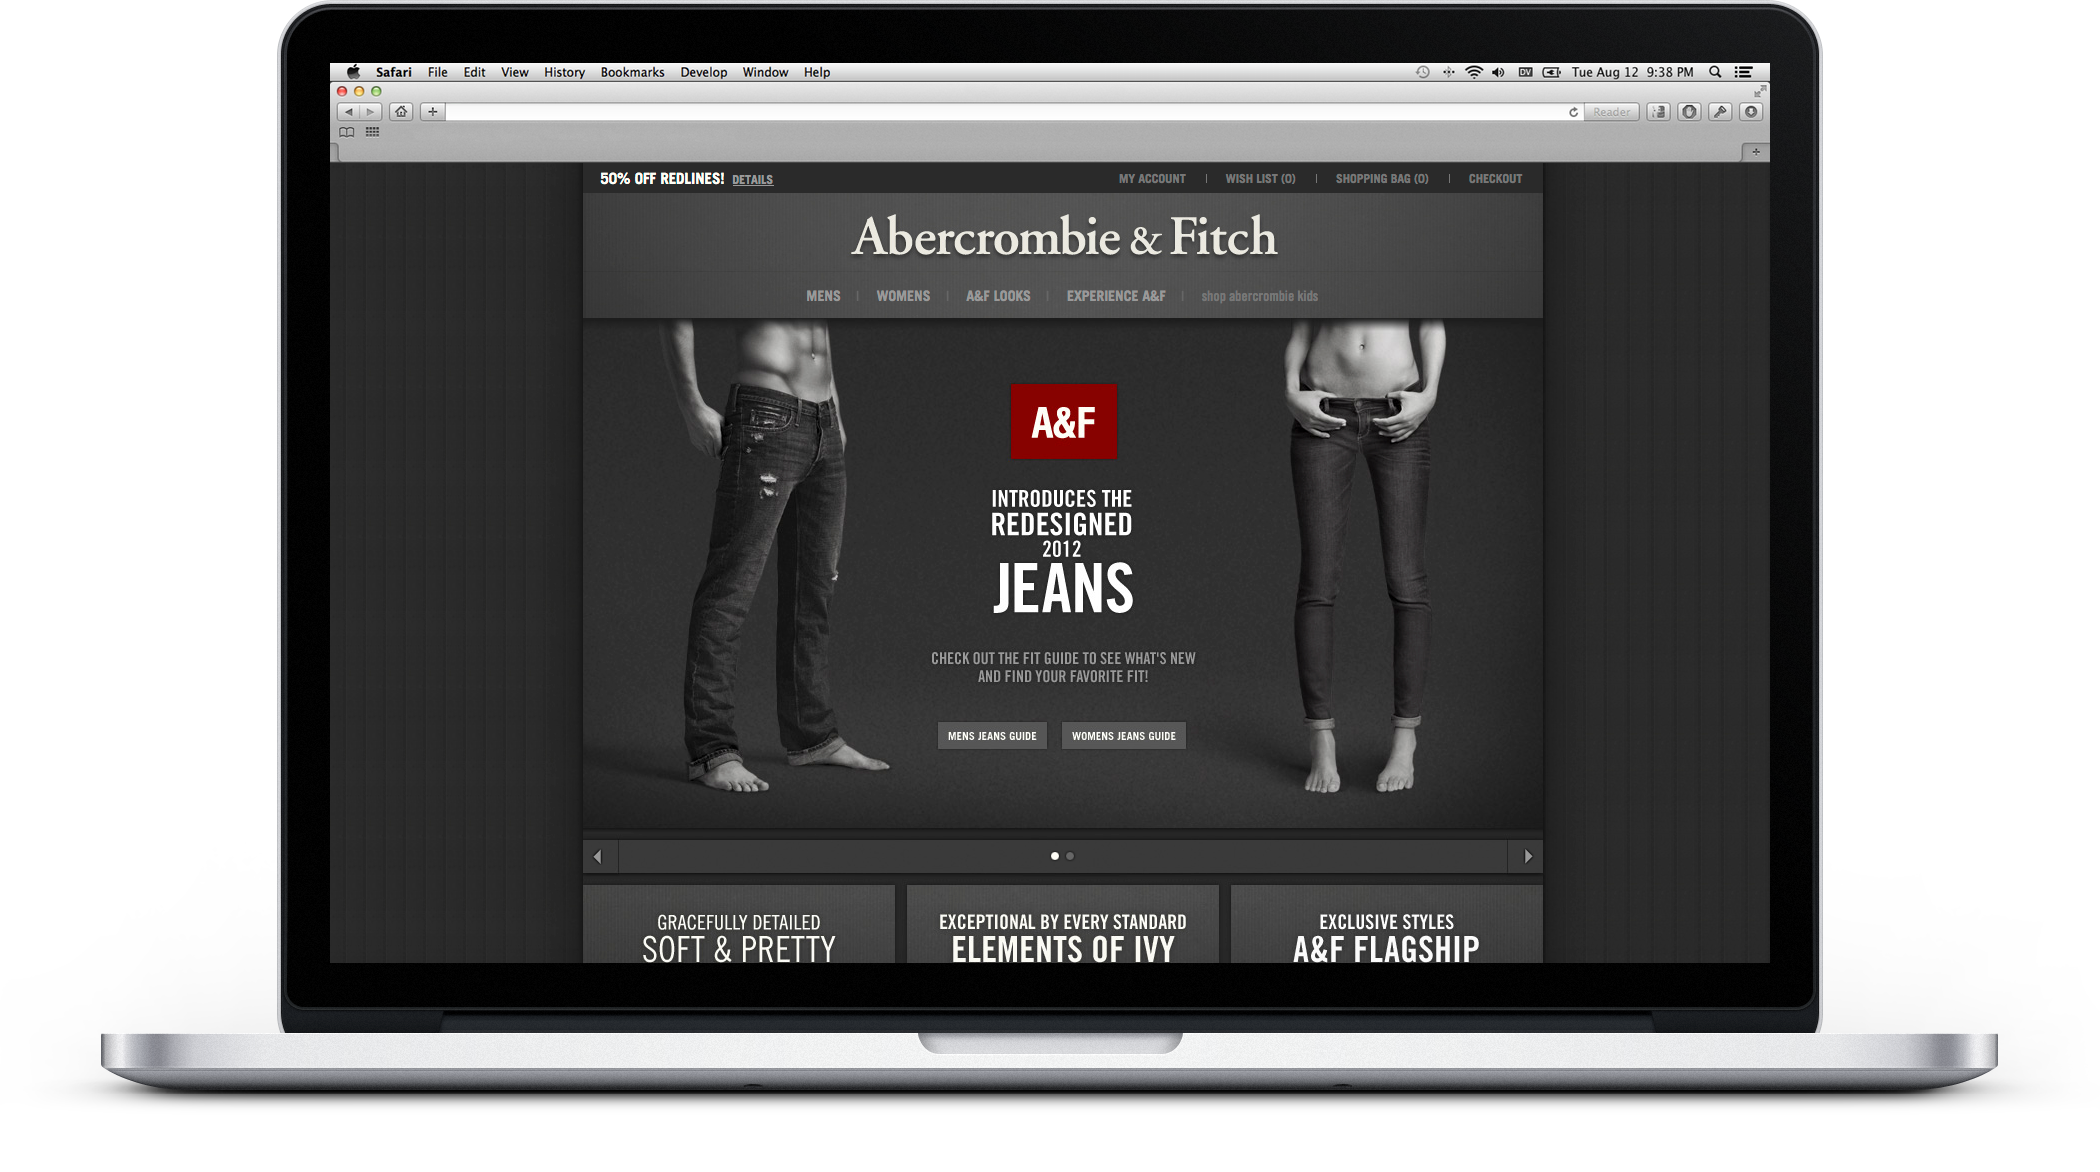 Safari File Edit View History Bookmarks Develop Window Help DV Tue Aug 12 9:38 PM
Reader
50% OFF REDLINES! DETAILS MY ACCOUNT | WISH LIST (0) | SHOPPING BAG (0) | CHECKOUT
Abercrombie & Fitch
MENS | WOMENS | A&F LOOKS | EXPERIENCE A&F | shop abercrombie kids
A&F
INTRODUCES THE
REDESIGNED
2012
JEANS
CHECK OUT THE FIT GUIDE TO SEE WHAT'S NEW
AND FIND YOUR FAVORITE FIT!
MENS JEANS GUIDE WOMENS JEANS GUIDE
GRACEFULLY DETAILED
SOFT & PRETTY
EXCEPTIONAL BY EVERY STANDARD
ELEMENTS OF IVY
EXCLUSIVE STYLES
A&F FLAGSHIP